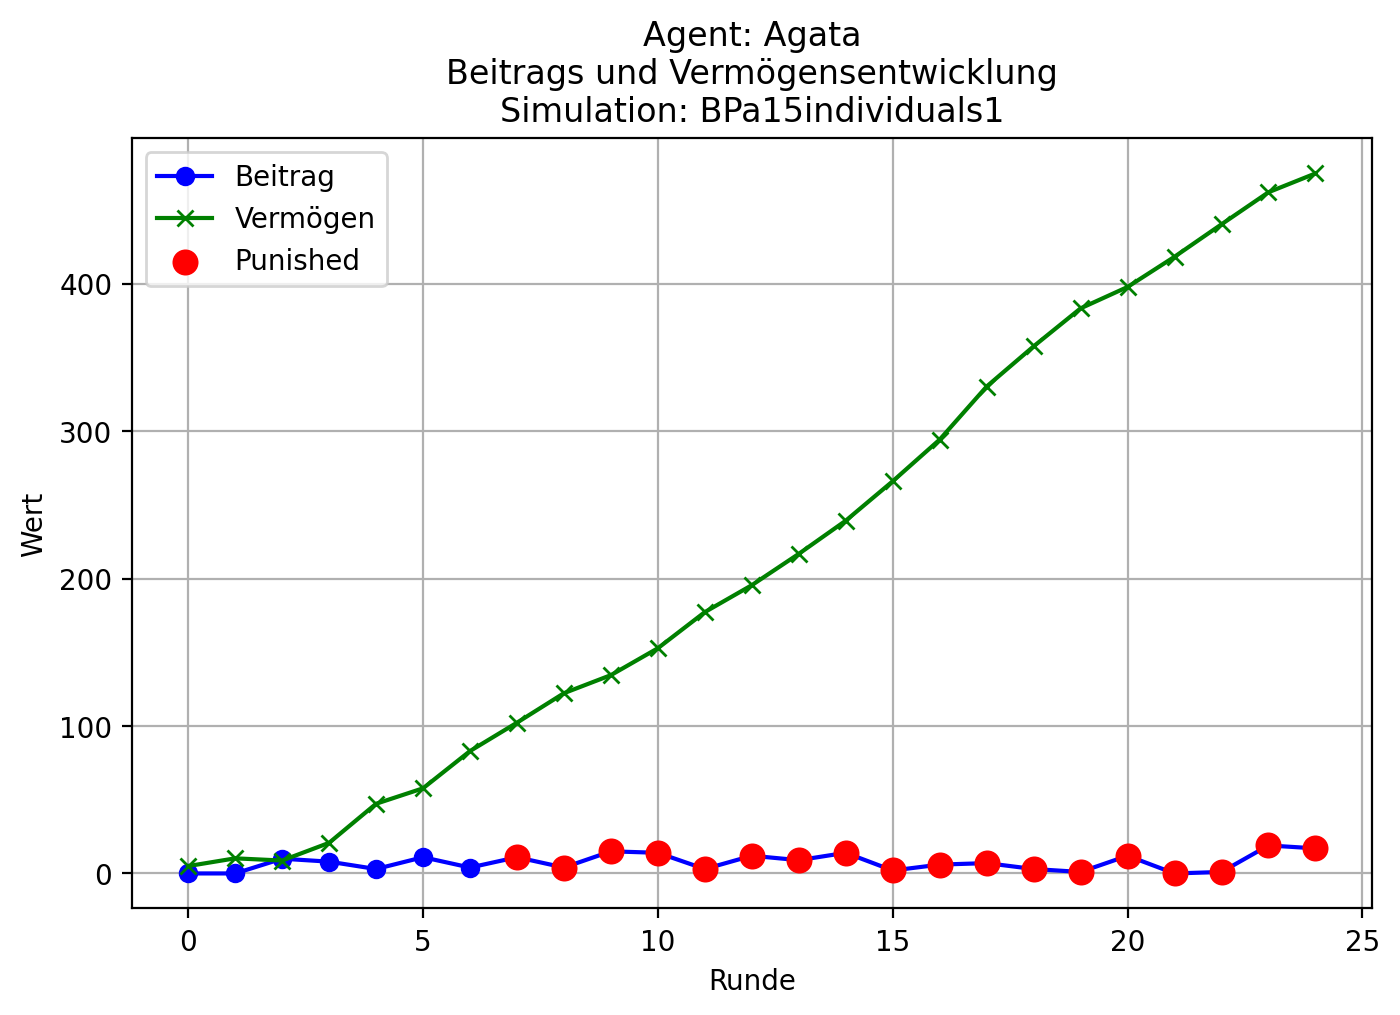 Agent: Agata
Beitrags und Vermögensentwicklung
Simulation: BPa15individuals1
Beitrag
Vermögen
Punished
400
300
200
100
0
Wert
0 5 10 15 20 25
Runde